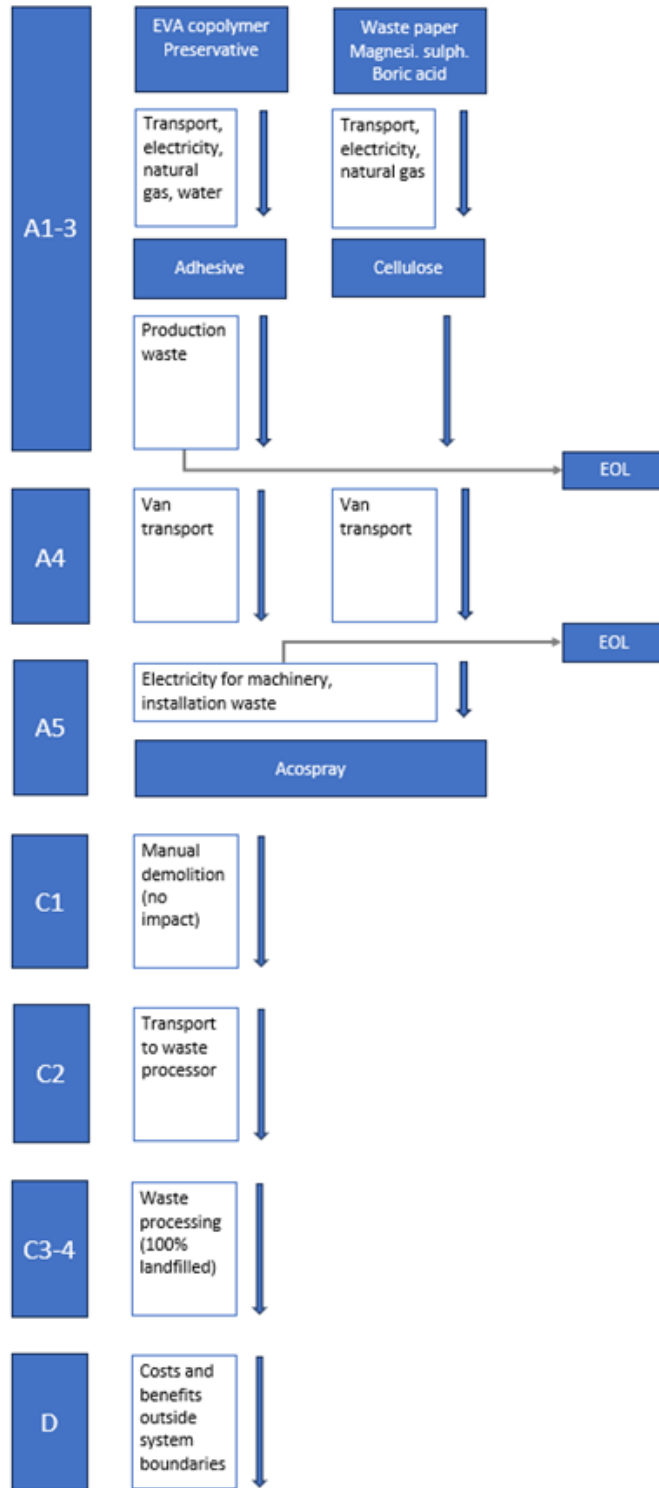 EVA copolymer
Preservative
Waste paper
Magnesi. sulph.
Boric acid
Transport,
electricity,
natural
gas, water
Transport,
electricity,
natural gas
A1-3
Adhesive
Cellulose
Production
waste
EOL
A4
Van
transport
Van
transport
EOL
A5
Electricity for machinery,
installation waste
Acospray
C1
Manual
demolition
(no
impact)
C2
Transport
to waste
processor
C3-4
Waste
processing
(100%
landfilled)
D
Costs and
benefits
outside
system
boundaries